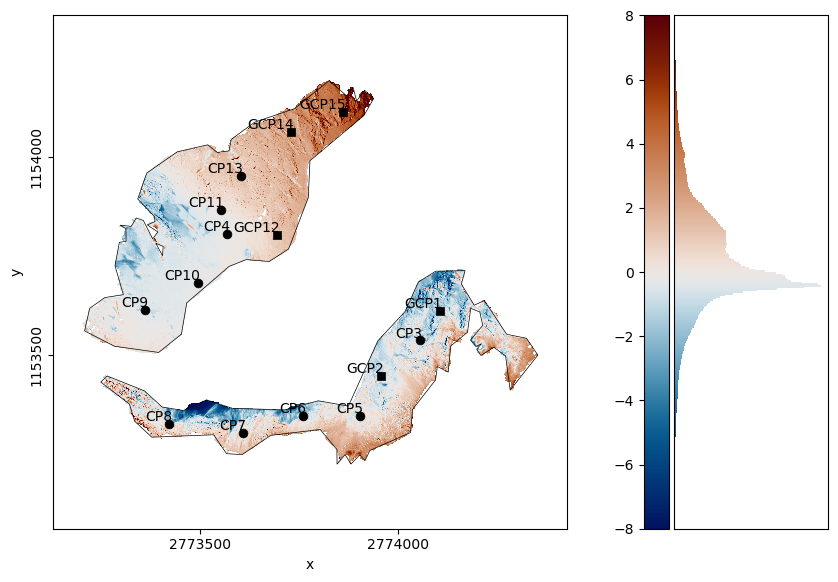 GCP15
GCP14
CP13
CP11
CP4 GCP12
CP10
CP9
GCP1
CP3
GCP2
CP8
CP7
CP6
CP5
1154000
1153500
y
2773500
2774000
x
8
6
4
2
0
−2
−4
−6
−8